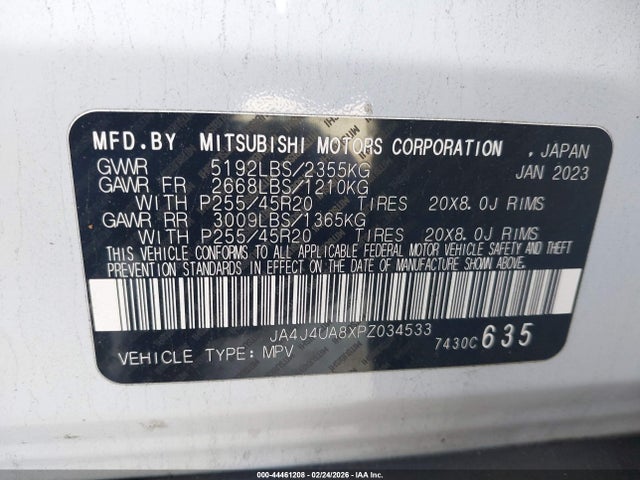 MFD.BY MITSUBISHI MOTORS CORPORATION , JAPAN
GVWR 5192LBS/2355KG JAN 2023
GAWR FR 2668LBS/1210KG
WITH P255/45R20 TIRES 20X8.0J RIMS
GAWR RR 3009LBS/1365KG
WITH P255/45R20 TIRES 20X8.0J RIMS
THIS VEHICLE CONFORMS TO ALL APPLICABLE FEDERAL MOTOR VEHICLE SAFETY AND THEFT
PREVENTION STANDARDS IN EFFECT ON THE DATE OF MANUFACTURE SHOWN ABOVE.
JA4J4UA8XPZ034533
VEHICLE TYPE: MPV 7430C 635
000-44461208 - 02/24/2026 - IAA Inc.